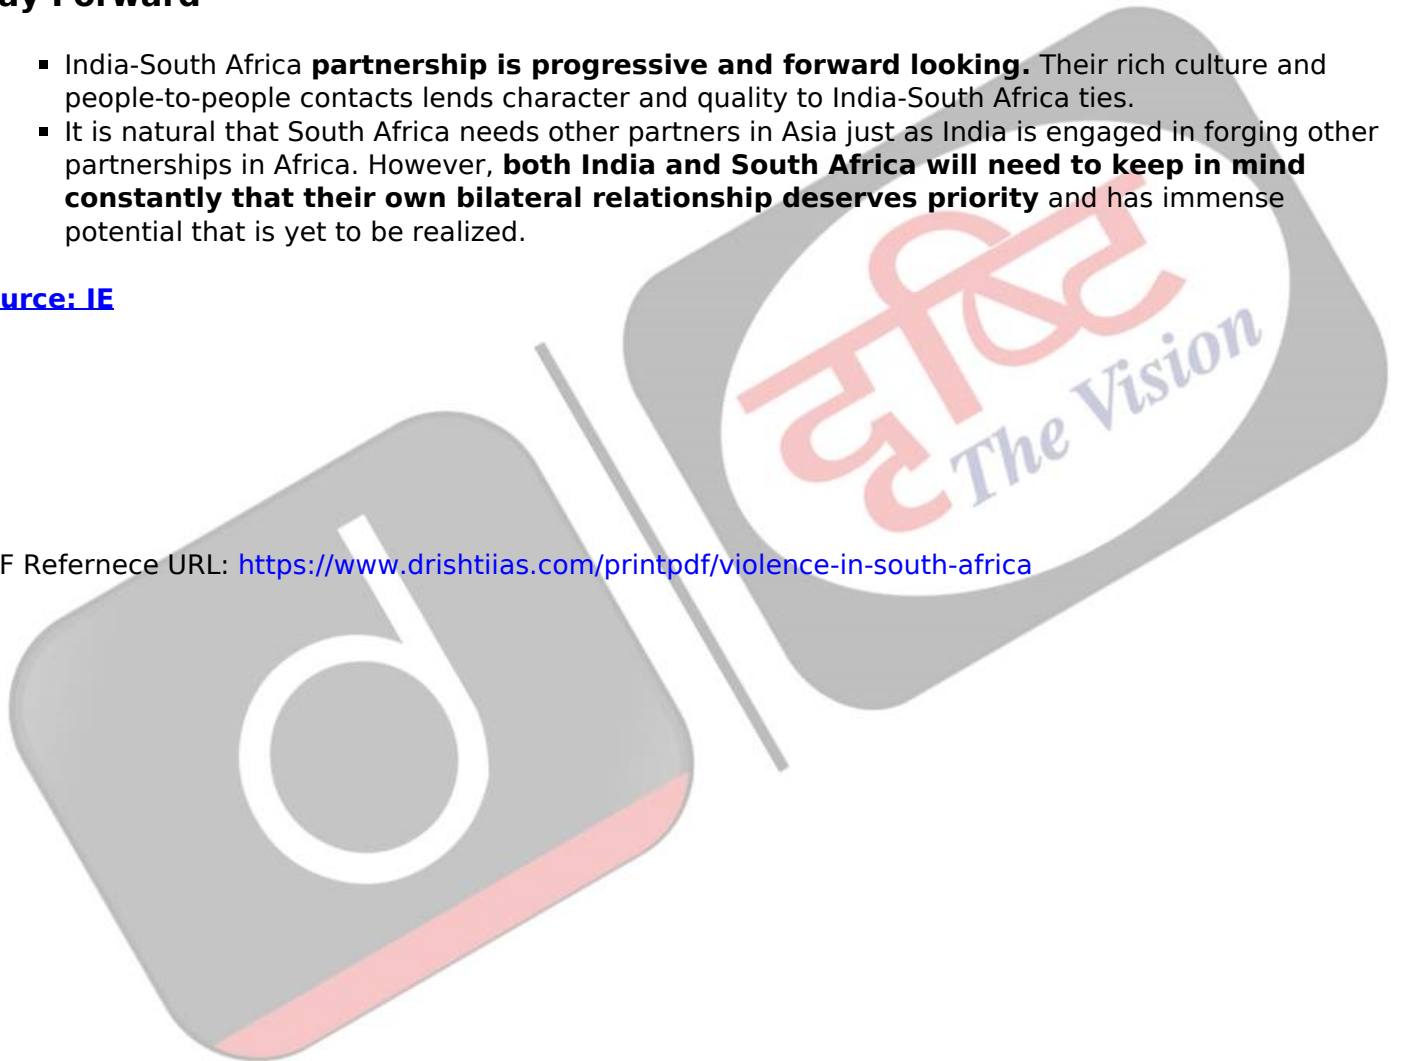 ay Forward
▪ India-South Africa partnership is progressive and forward looking. Their rich culture and
people-to-people contacts lends character and quality to India-South Africa ties.
▪ It is natural that South Africa needs other partners in Asia just as India is engaged in forging other
partnerships in Africa. However, both India and South Africa will need to keep in mind
constantly that their own bilateral relationship deserves priority and has immense
potential that is yet to be realized.
urce: IE
दृष्टि
The Vision
d
F Refernece URL: https://www.drishtiias.com/printpdf/violence-in-south-africa